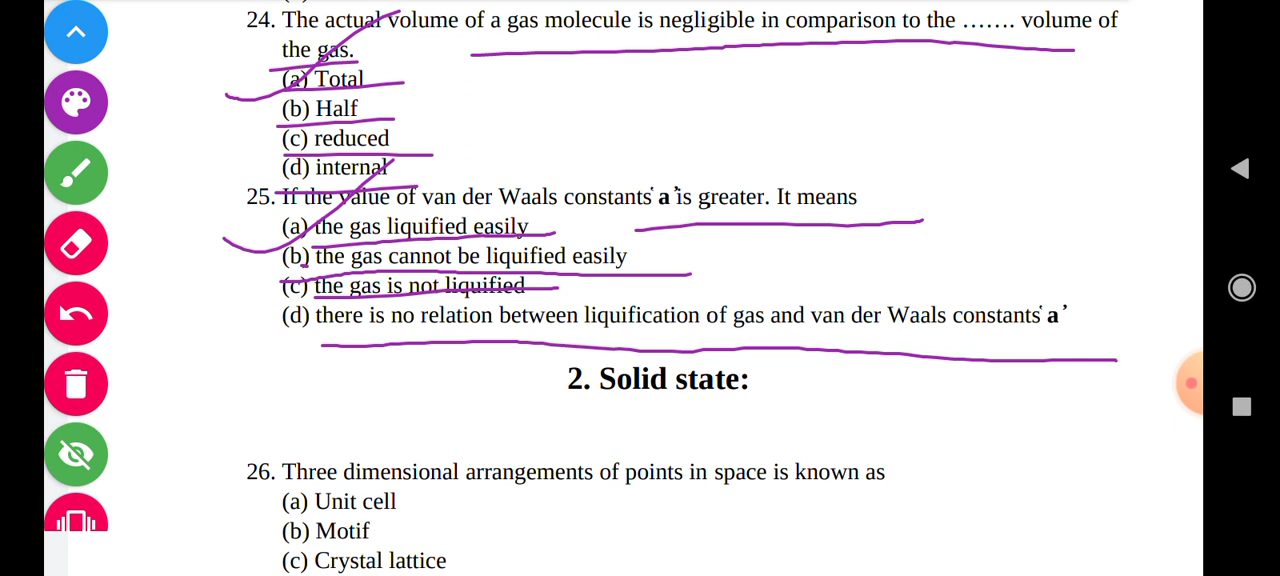 24. The actual volume of a gas molecule is negligible in comparison to the ……. volume of
the gas.
(a) Total
(b) Half
(c) reduced
(d) internal
25. If the value of van der Waals constants ‘a’ is greater. It means
(a) the gas liquified easily
(b) the gas cannot be liquified easily
(c) the gas is not liquified
(d) there is no relation between liquification of gas and van der Waals constants ‘a’
2. Solid state:
26. Three dimensional arrangements of points in space is known as
(a) Unit cell
(b) Motif
(c) Crystal lattice